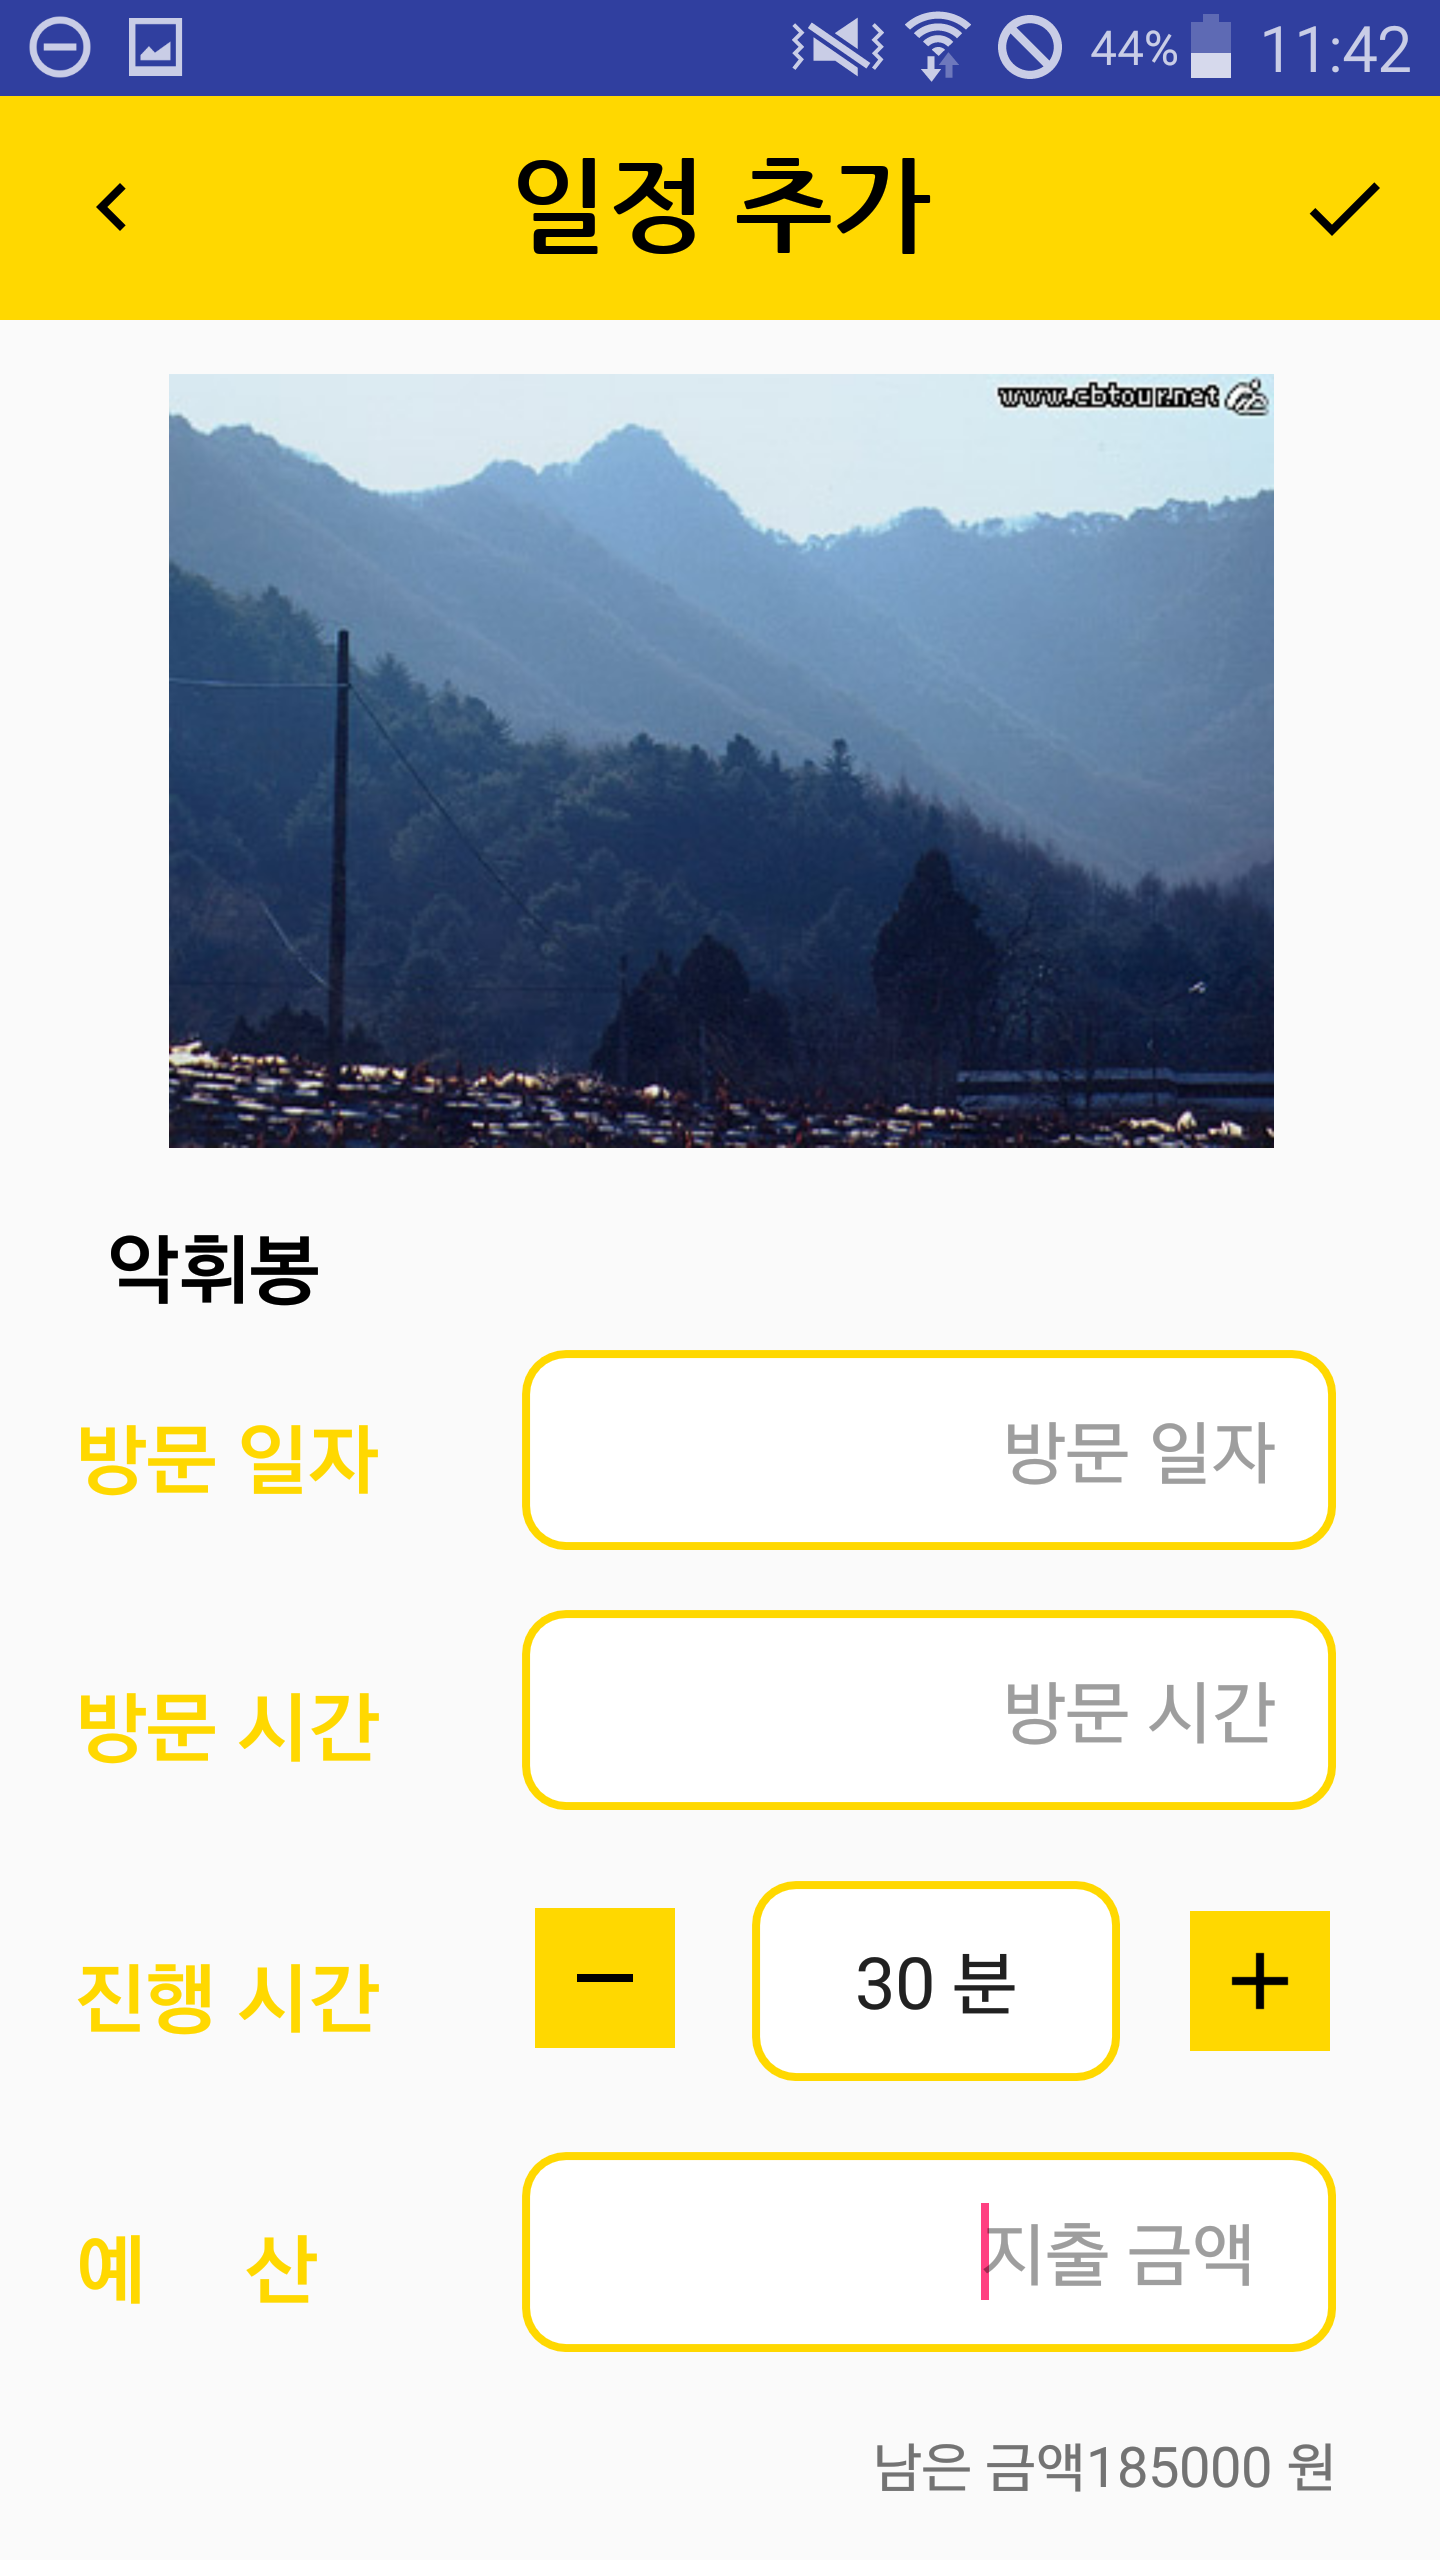 44% 11:42
일정 추가
www.cbtour.net
악휘봉
방문 일자 방문 일자
방문 시간 방문 시간
진행 시간 30 분
예 산 지출 금액
남은 금액185000 원